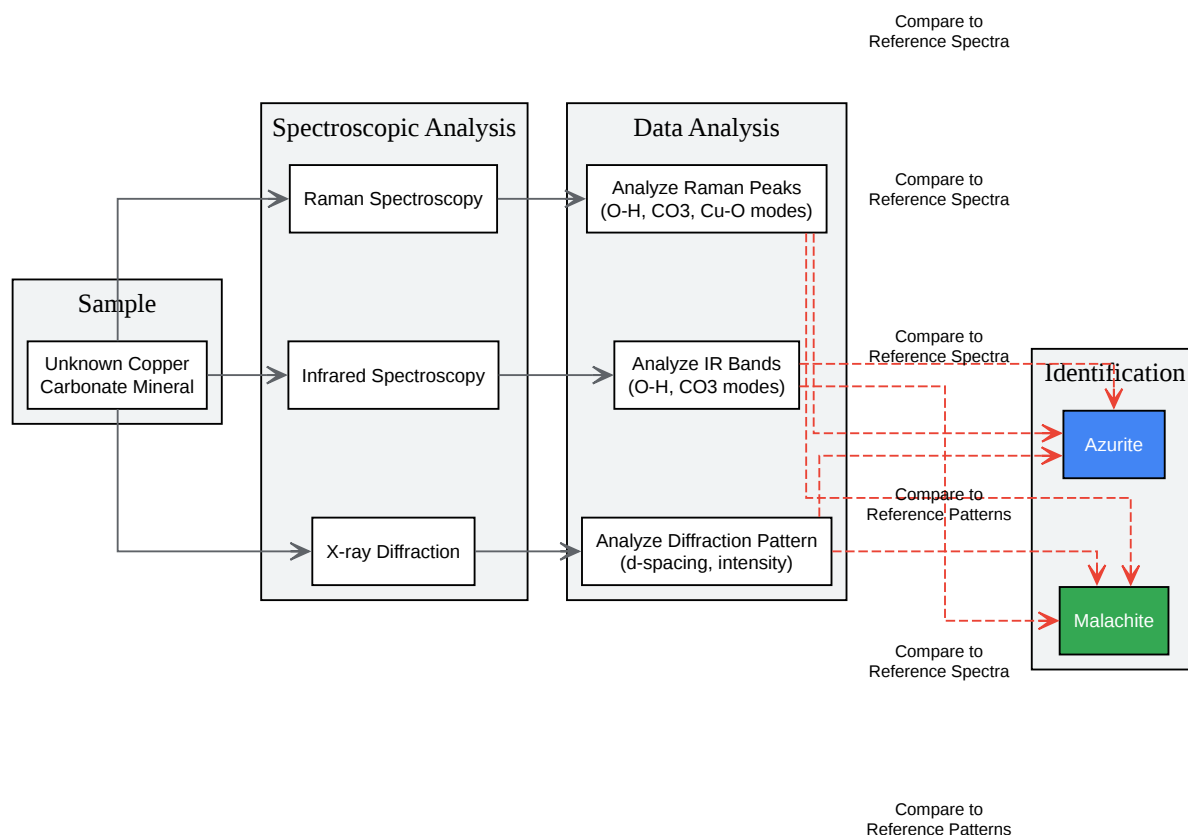 Compare to
Reference Spectra
Spectroscopic Analysis
Data Analysis
Raman Spectroscopy
Analyze Raman Peaks
(O-H, CO3, Cu-O modes)
Compare to
Reference Spectra
Sample
Unknown Copper
Carbonate Mineral
Infrared Spectroscopy
Analyze IR Bands
(O-H, CO3 modes)
Compare to
Reference Spectra
Identification
Azurite
Compare to
Reference Patterns
X-ray Diffraction
Analyze Diffraction Pattern
(d-spacing, intensity)
Malachite
Compare to
Reference Spectra
Compare to
Reference Patterns